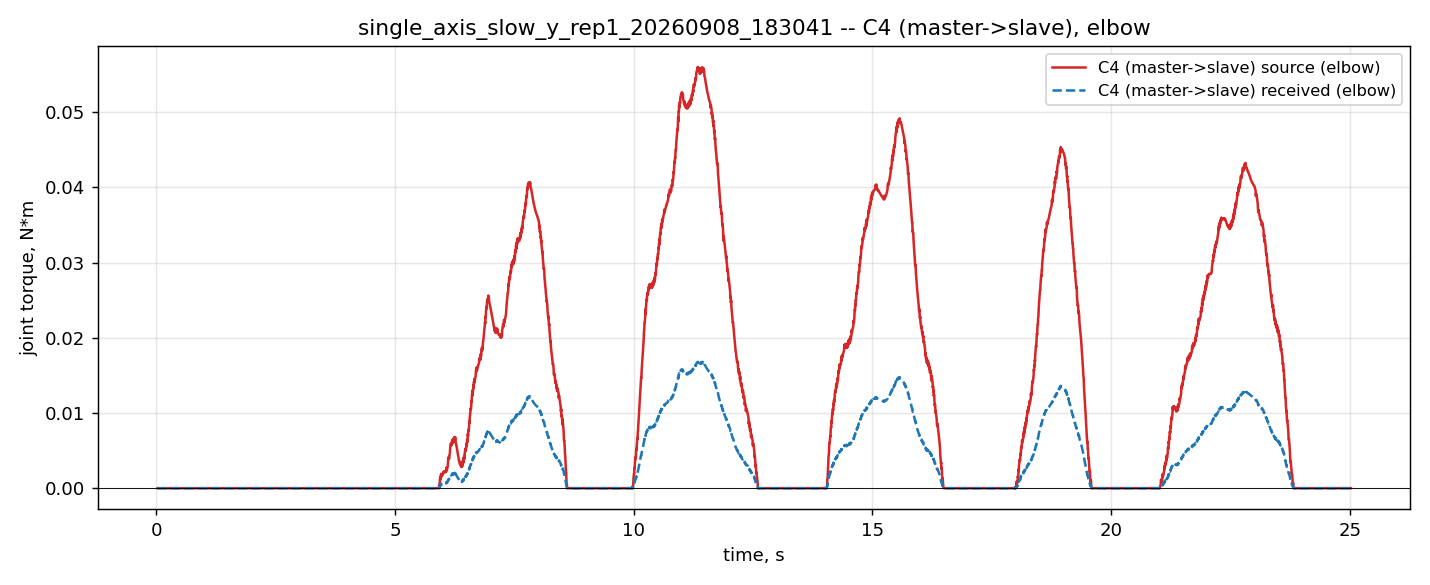 single_axis_slow_y_rep1_20260908_183041 -- C4 (master->slave), elbow
C4 (master->slave) source (elbow)
C4 (master->slave) received (elbow)
joint torque, N*m
0.05
0.04
0.03
0.02
0.01
0.00
0 5 10 15 20 25
time, s